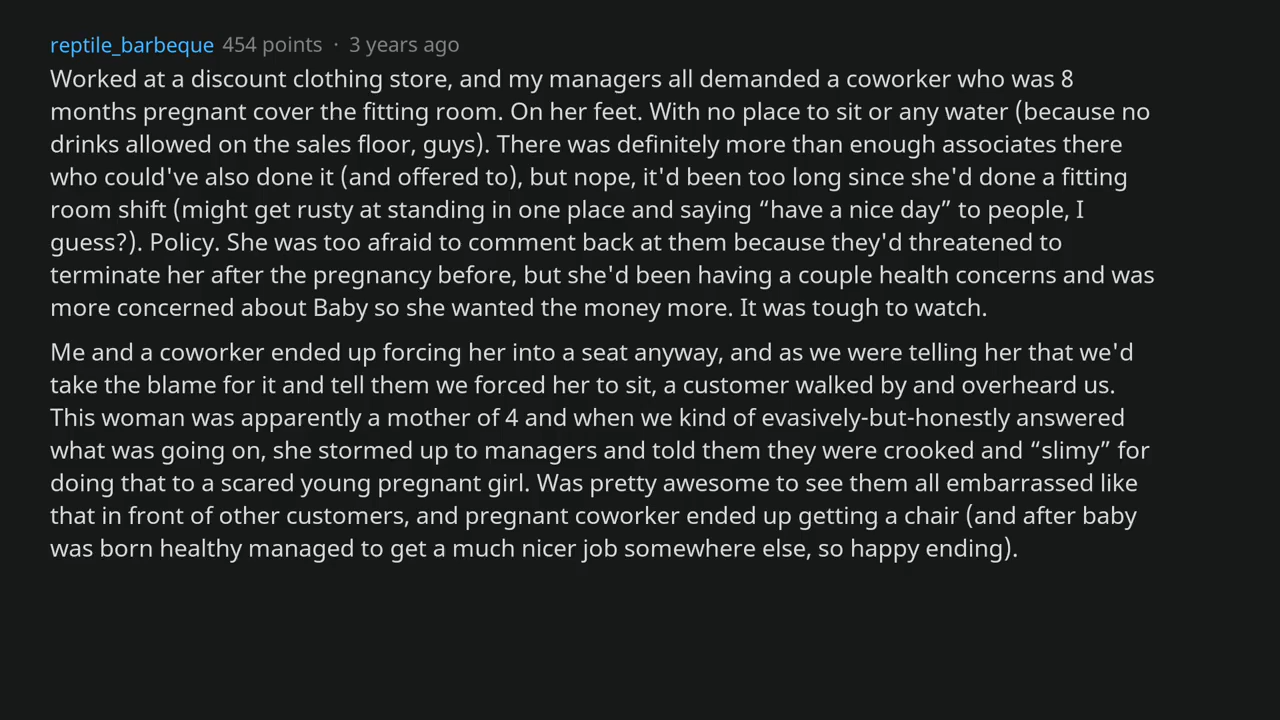 reptile_barbeque 454 points · 3 years ago
Worked at a discount clothing store, and my managers all demanded a coworker who was 8
months pregnant cover the fitting room. On her feet. With no place to sit or any water (because no
drinks allowed on the sales floor, guys). There was definitely more than enough associates there
who could've also done it (and offered to), but nope, it'd been too long since she'd done a fitting
room shift (might get rusty at standing in one place and saying “have a nice day” to people, I
guess?). Policy. She was too afraid to comment back at them because they'd threatened to
terminate her after the pregnancy before, but she'd been having a couple health concerns and was
more concerned about Baby so she wanted the money more. It was tough to watch.
Me and a coworker ended up forcing her into a seat anyway, and as we were telling her that we'd
take the blame for it and tell them we forced her to sit, a customer walked by and overheard us.
This woman was apparently a mother of 4 and when we kind of evasively-but-honestly answered
what was going on, she stormed up to managers and told them they were crooked and “slimy” for
doing that to a scared young pregnant girl. Was pretty awesome to see them all embarrassed like
that in front of other customers, and pregnant coworker ended up getting a chair (and after baby
was born healthy managed to get a much nicer job somewhere else, so happy ending).